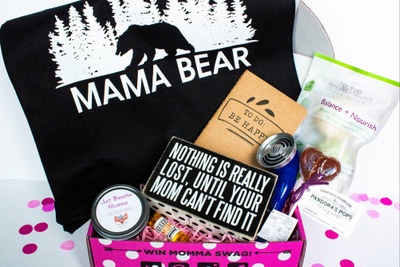 MAMA BEAR
TO DO:
BE HAPPY
Balance + Nourish
NOTHING IS REALLY
LOST UNTIL YOUR
MOM CAN'T FIND IT
PANDORA'S POPS
WIN MOMMA SWAG!